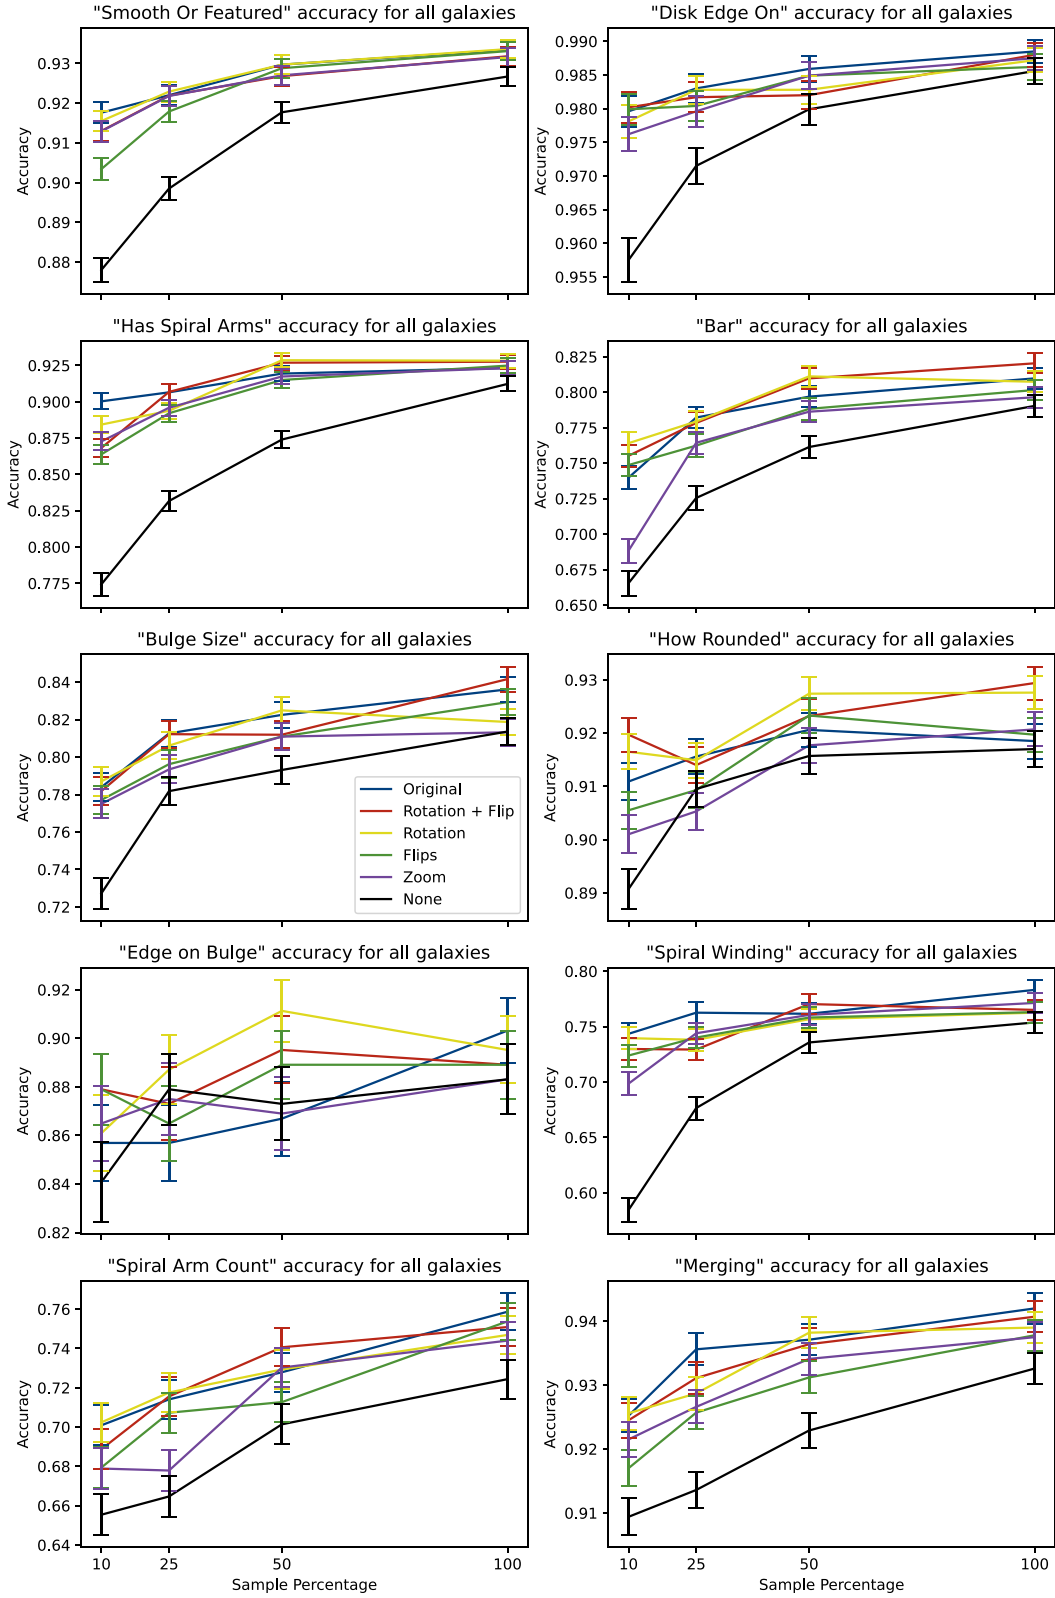 "Smooth Or Featured" accuracy for all galaxies
Accuracy
0.93
0.92
0.91
0.90
0.89
0.88
"Disk Edge On" accuracy for all galaxies
Accuracy
0.990
0.985
0.980
0.975
0.970
0.965
0.960
0.955
"Has Spiral Arms" accuracy for all galaxies
Accuracy
0.925
0.900
0.875
0.850
0.825
0.800
0.775
"Bar" accuracy for all galaxies
Accuracy
0.825
0.800
0.775
0.750
0.725
0.700
0.675
0.650
"Bulge Size" accuracy for all galaxies
Accuracy
0.84
0.82
0.80
0.78
0.76
0.74
0.72
Original
Rotation + Flip
Rotation
Flips
Zoom
None
"How Rounded" accuracy for all galaxies
Accuracy
0.93
0.92
0.91
0.90
0.89
"Edge on Bulge" accuracy for all galaxies
Accuracy
0.92
0.90
0.88
0.86
0.84
0.82
"Spiral Winding" accuracy for all galaxies
Accuracy
0.80
0.75
0.70
0.65
0.60
"Spiral Arm Count" accuracy for all galaxies
Accuracy
0.76
0.74
0.72
0.70
0.68
0.66
0.64
10 25 50 100
Sample Percentage
"Merging" accuracy for all galaxies
Accuracy
0.94
0.93
0.92
0.91
10 25 50 100
Sample Percentage